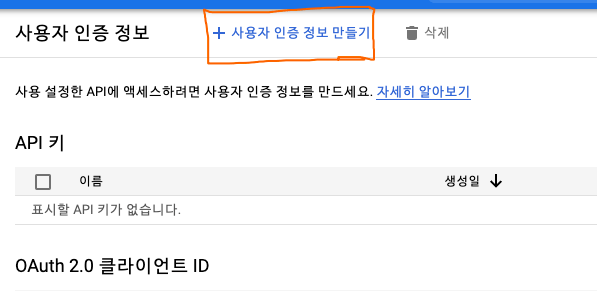 사용자 인증 정보 + 사용자 인증 정보 만들기 삭제
사용 설정한 API에 액세스하려면 사용자 인증 정보를 만드세요. 자세히 알아보기
API 키
이름 생성일 ↓
표시할 API 키가 없습니다.
OAuth 2.0 클라이언트 ID